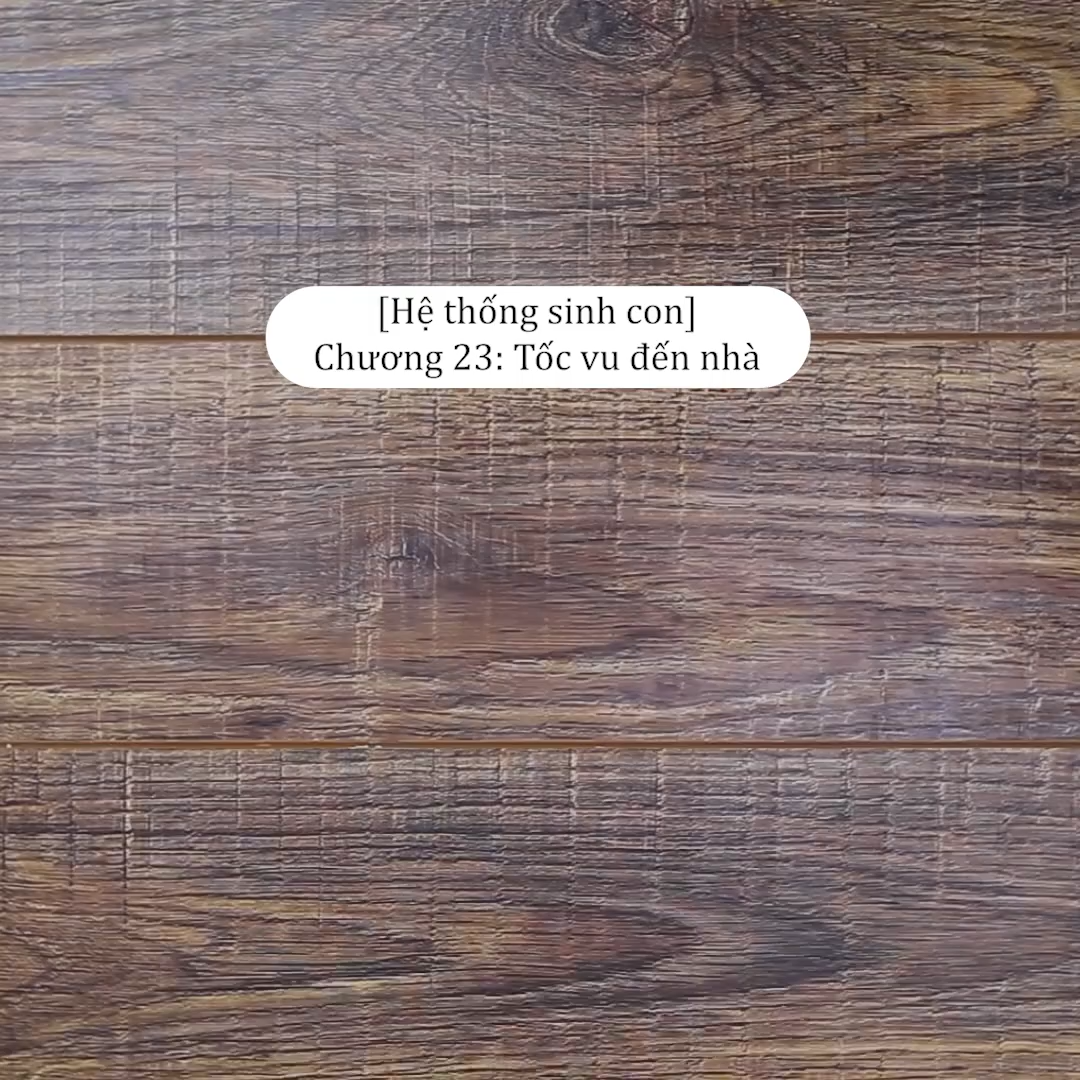 [Hệ thống sinh con]
Chương 23: Tốc vu đến nhà